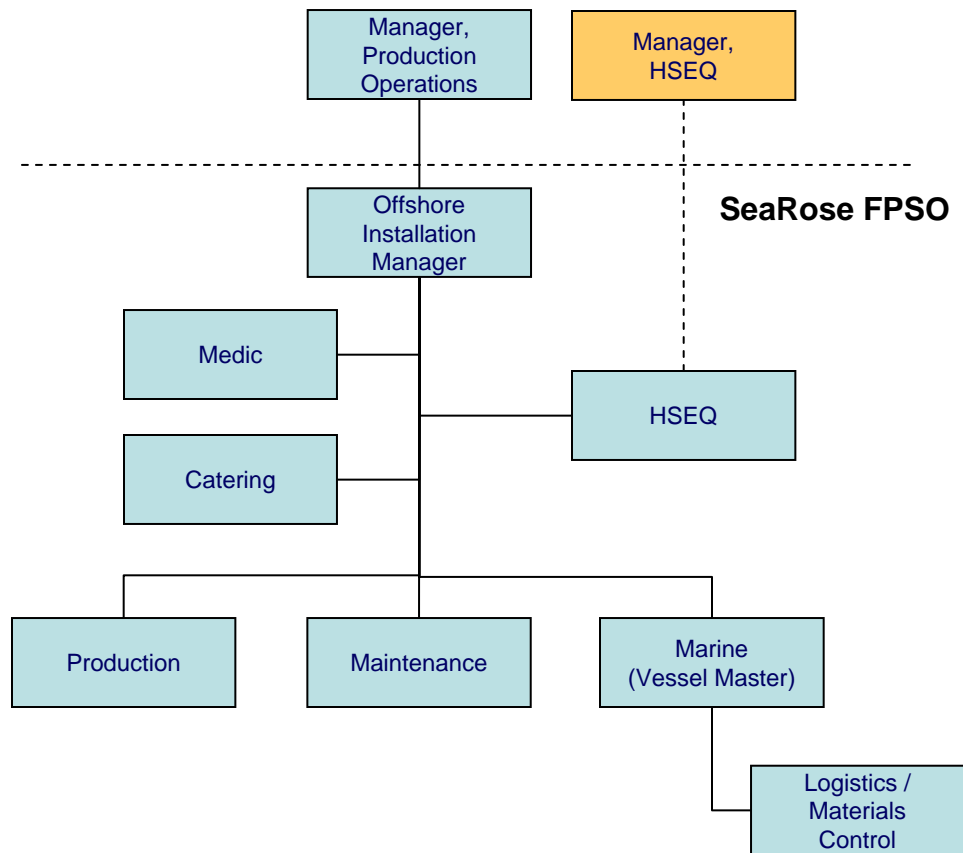 Manager,
Production
Operations
Manager,
HSEQ
SeaRose FPSO
Offshore
Installation
Manager
Medic
HSEQ
Catering
Production
Maintenance
Marine
(Vessel Master)
Logistics /
Materials
Control